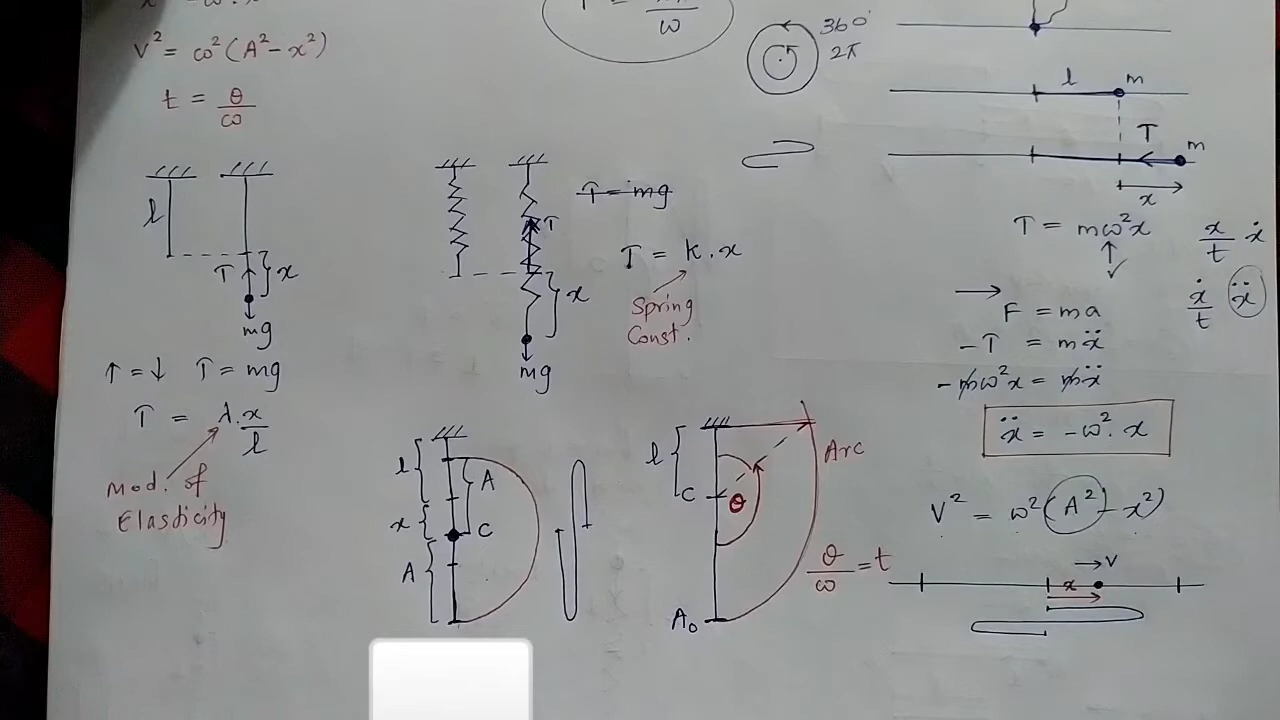 V² = ω²(A² - x²)
t = θ/ω
ω
360°
2π
l
m
T
m
x
T = mω²x
x/t ẋ
ẋ/t ẍ
F = ma
-T = mẍ
-mω²x = mẍ
ẍ = -ω². x
V² = ω²(A² - x²)
V
x
l
T
x
mg
↑ = ↓ T = mg
T = λ.x/l
Mod. of
Elasticity
T = mg
T
T = K . x
Spring
Const.
x
mg
l
A
x
C
A
l
C
θ
Arc
θ/ω = t
A₀